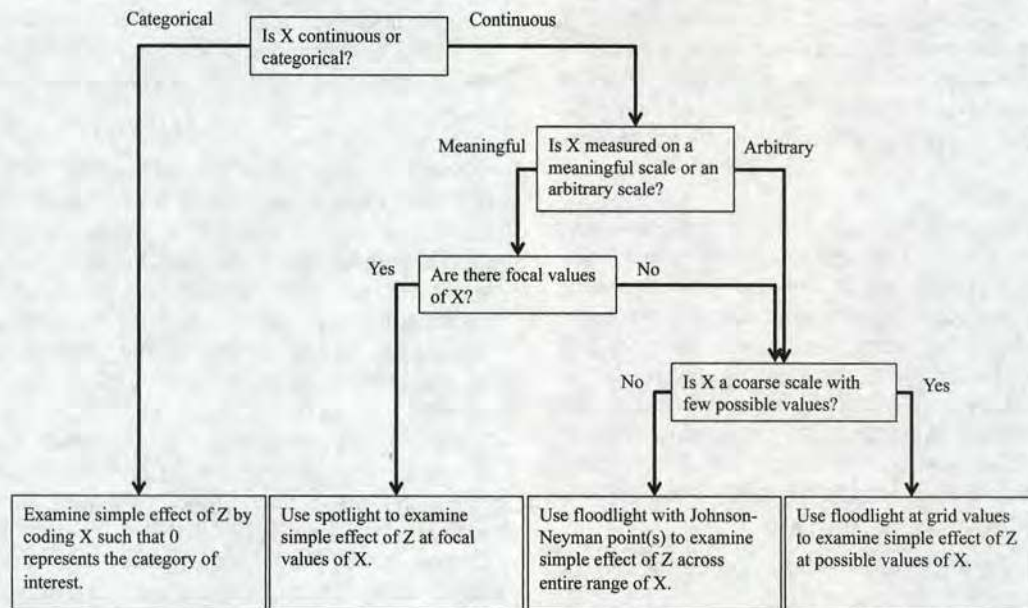 Categorical
Continuous
Is X continuous or
categorical?
Meaningful
Is X measured on a
meaningful scale or an
arbitrary scale?
Arbitrary
Yes
Are there focal values
of X?
No
No
Is X a coarse scale with
few possible values?
Yes
Examine simple effect of Z by
coding X such that 0
represents the category of
interest.
Use spotlight to examine
simple effect of Z at focal
values of X.
Use floodlight with Johnson-
Neyman point(s) to examine
simple effect of Z across
entire range of X.
Use floodlight at grid values
to examine simple effect of Z
at possible values of X.